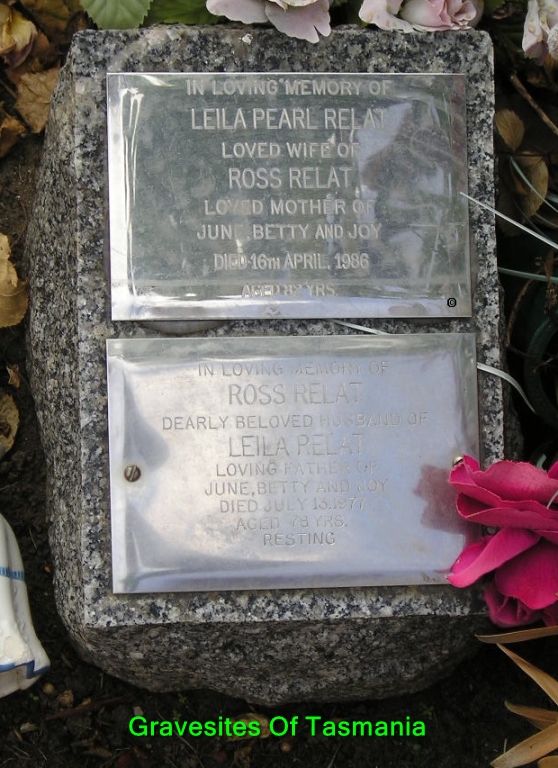 IN LOVING MEMORY OF
LEILA PEARL RELAT
LOVED WIFE OF
ROSS RELAT
LOVED MOTHER OF
JUNE, BETTY AND JOY
DIED 16TH APRIL, 1986
AGED YRS
©
IN LOVING MEMORY OF
ROSS RELAT
DEARLY BELOVED HUSBAND OF
LEILA RELAT
LOVING FATHER OF
JUNE, BETTY AND JOY
DIED JULY 13.1977
AGED 78 YRS.
RESTING
Gravesites Of Tasmania